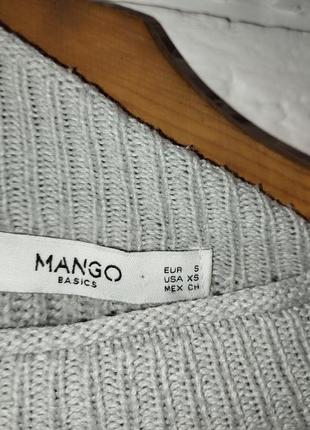 MANGO
BASICS
EUR S
USA XS
MEX CH